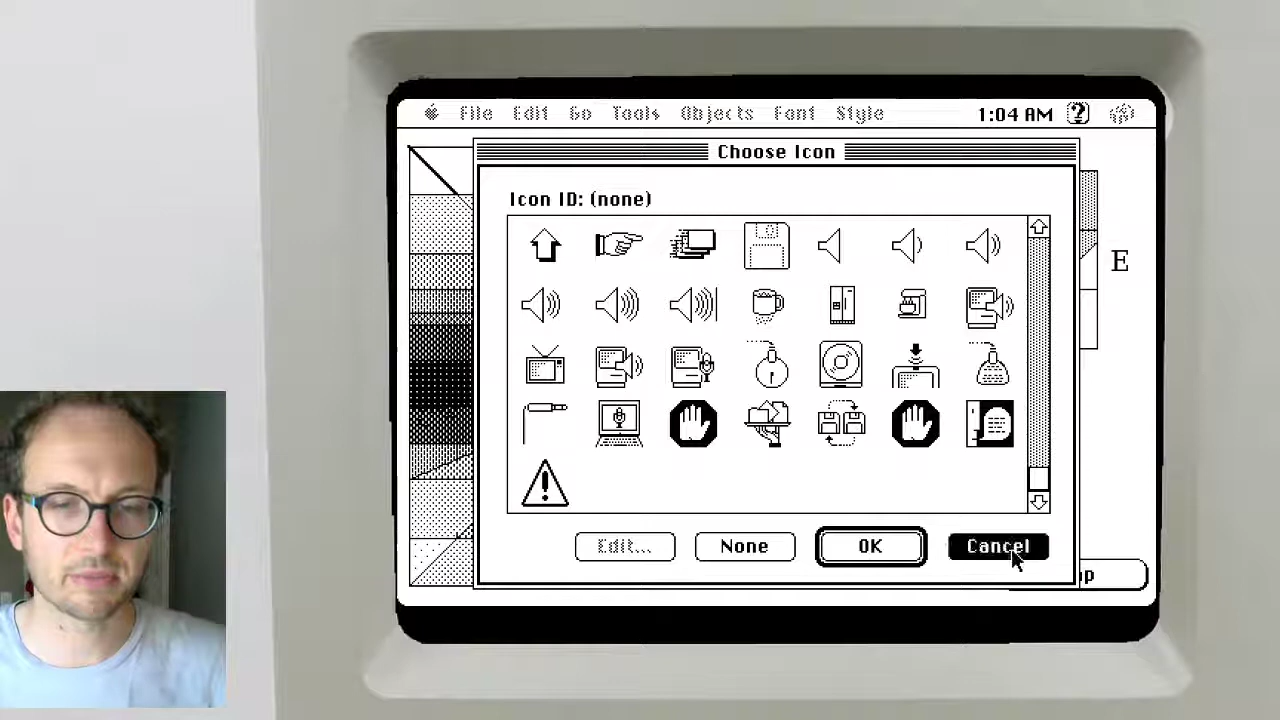 File Edit Go Tools Objects Font Style 1:04 AM
Choose Icon
Icon ID: (none)
E
Edit... None OK Cancel
p